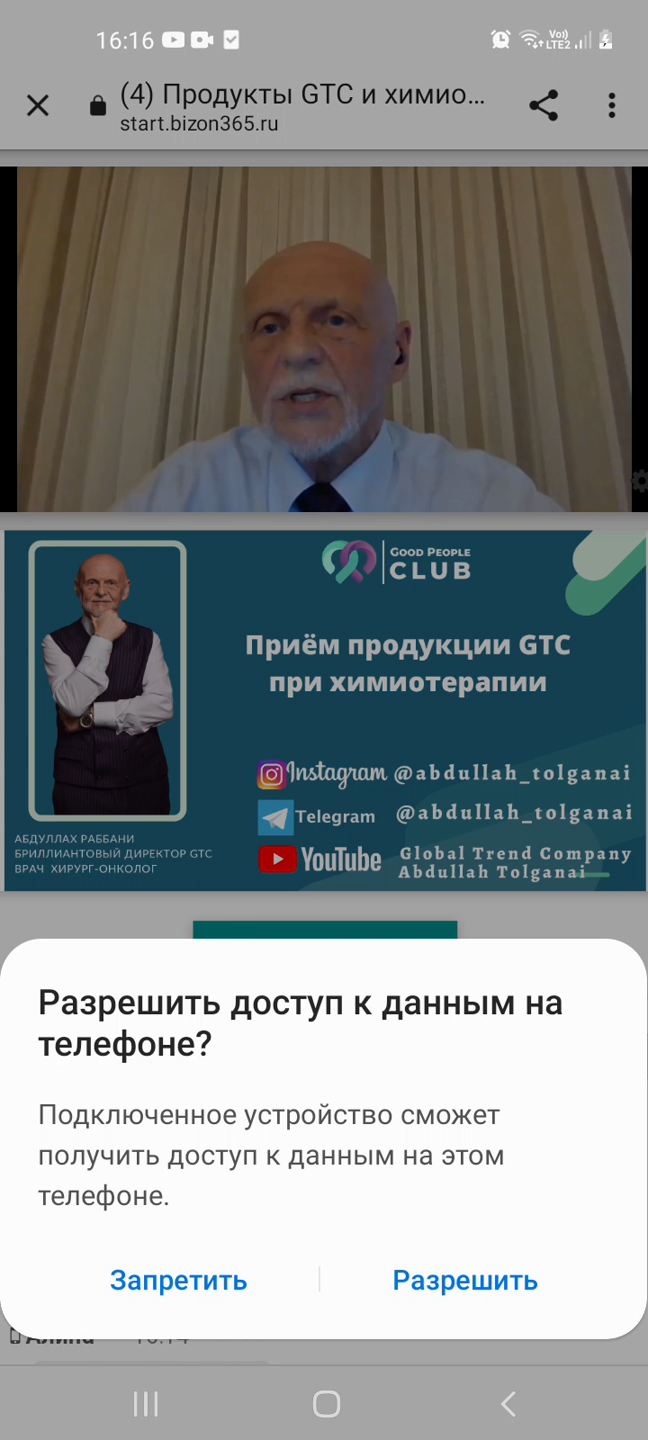 16:16
Vo)
LTE2
(4) Продукты GTC и химио...
start.bizon365.ru
GOOD PEOPLE
CLUB
Приём продукции GTC
при химиотерапии
Instagram @abdullah_tolganai
Telegram @abdullah_tolganai
YouTube Global Trend Company
Abdullah Tolganai
АБДУЛЛАХ РАББАНИ
БРИЛЛИАНТОВЫЙ ДИРЕКТОР GTC
ВРАЧ ХИРУРГ-ОНКОЛОГ
Разрешить доступ к данным на
телефоне?
Подключенное устройство сможет
получить доступ к данным на этом
телефоне.
Запретить
Разрешить